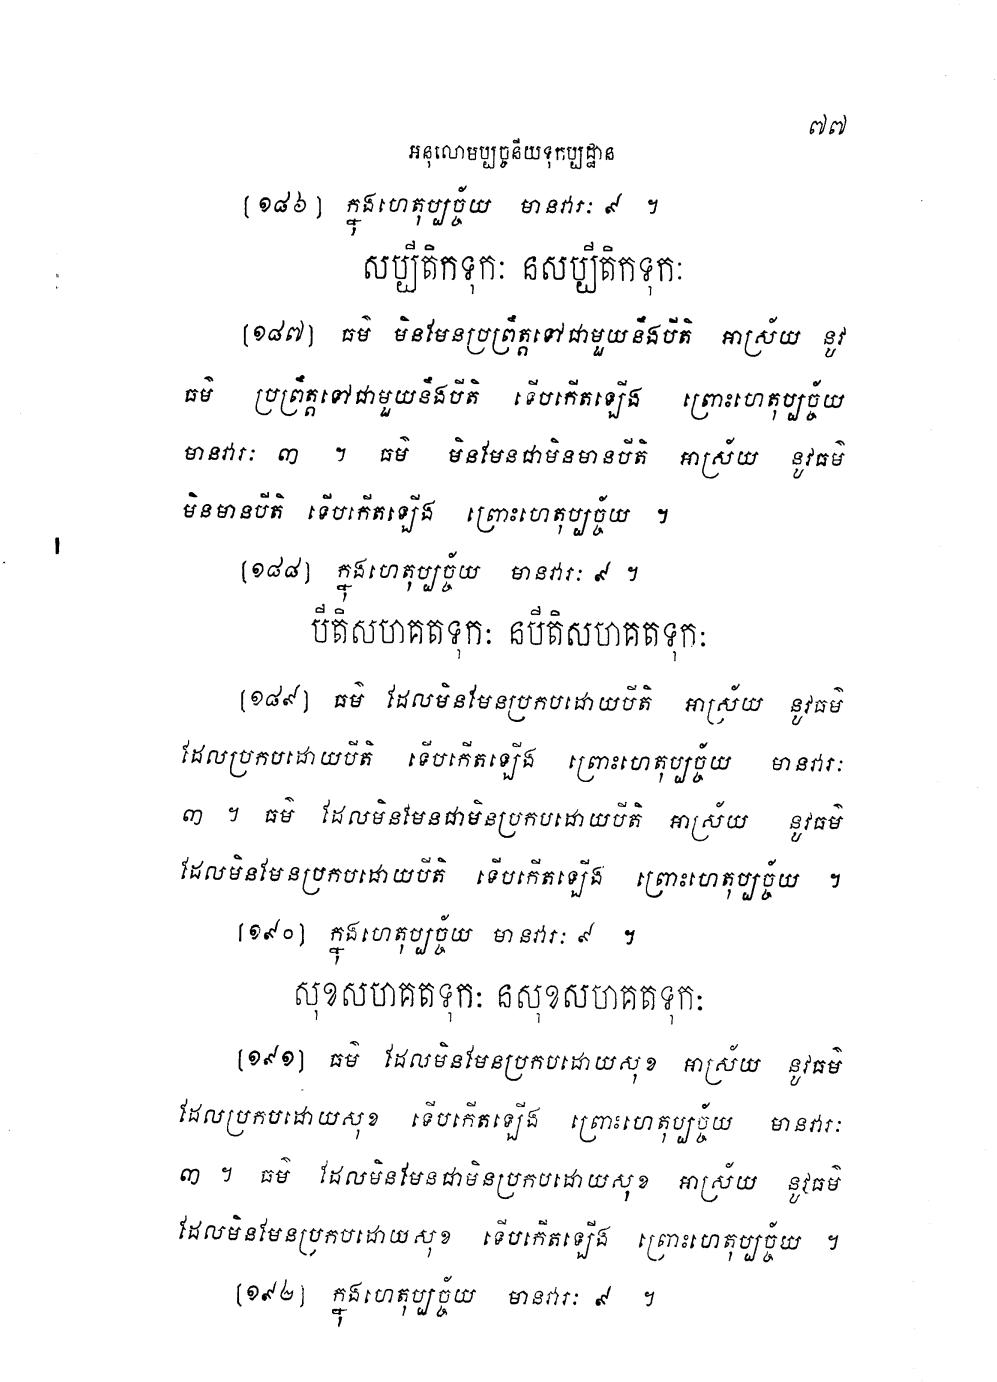 ៧៧
អនុលោមប្បច្ចនីយទុកប្បដ្ឋាន
[១៨៦] ក្នុងហេតុប្បច្ច័យ មានវារៈ ៩ ។
សប្បីតិកទុកៈ នសប្បីតិកទុកៈ
[១៨៧] ធម៌ មិនមែនប្រព្រឹត្តទៅជាមួយនឹងបីតិ អាស្រ័យ នូវ
ធម៌ ប្រព្រឹត្តទៅជាមួយនឹងបីតិ ទើបកើតឡើង ព្រោះហេតុប្បច្ច័យ
មានវារៈ ៣ ។ ធម៌ មិនមែនជាមិនមានបីតិ អាស្រ័យ នូវធម៌
មិនមានបីតិ ទើបកើតឡើង ព្រោះហេតុប្បច្ច័យ ។
[១៨៨] ក្នុងហេតុប្បច្ច័យ មានវារៈ ៩ ។
បីតិសហគតទុកៈ នបីតិសហគតទុកៈ
[១៨៩] ធម៌ ដែលមិនមែនប្រកបដោយបីតិ អាស្រ័យ នូវធម៌
ដែលប្រកបដោយបីតិ ទើបកើតឡើង ព្រោះហេតុប្បច្ច័យ មានវារៈ
៣ ។ ធម៌ ដែលមិនមែនជាមិនប្រកបដោយបីតិ អាស្រ័យ នូវធម៌
ដែលមិនមែនប្រកបដោយបីតិ ទើបកើតឡើង ព្រោះហេតុប្បច្ច័យ ។
[១៩០] ក្នុងហេតុប្បច្ច័យ មានវារៈ ៩ ។
សុខសហគតទុកៈ នសុខសហគតទុកៈ
[១៩១] ធម៌ ដែលមិនមែនប្រកបដោយសុខ អាស្រ័យ នូវធម៌
ដែលប្រកបដោយសុខ ទើបកើតឡើង ព្រោះហេតុប្បច្ច័យ មានវារៈ
៣ ។ ធម៌ ដែលមិនមែនជាមិនប្រកបដោយសុខ អាស្រ័យ នូវធម៌
ដែលមិនមែនប្រកបដោយសុខ ទើបកើតឡើង ព្រោះហេតុប្បច្ច័យ ។
[១៩២] ក្នុងហេតុប្បច្ច័យ មានវារៈ ៩ ។